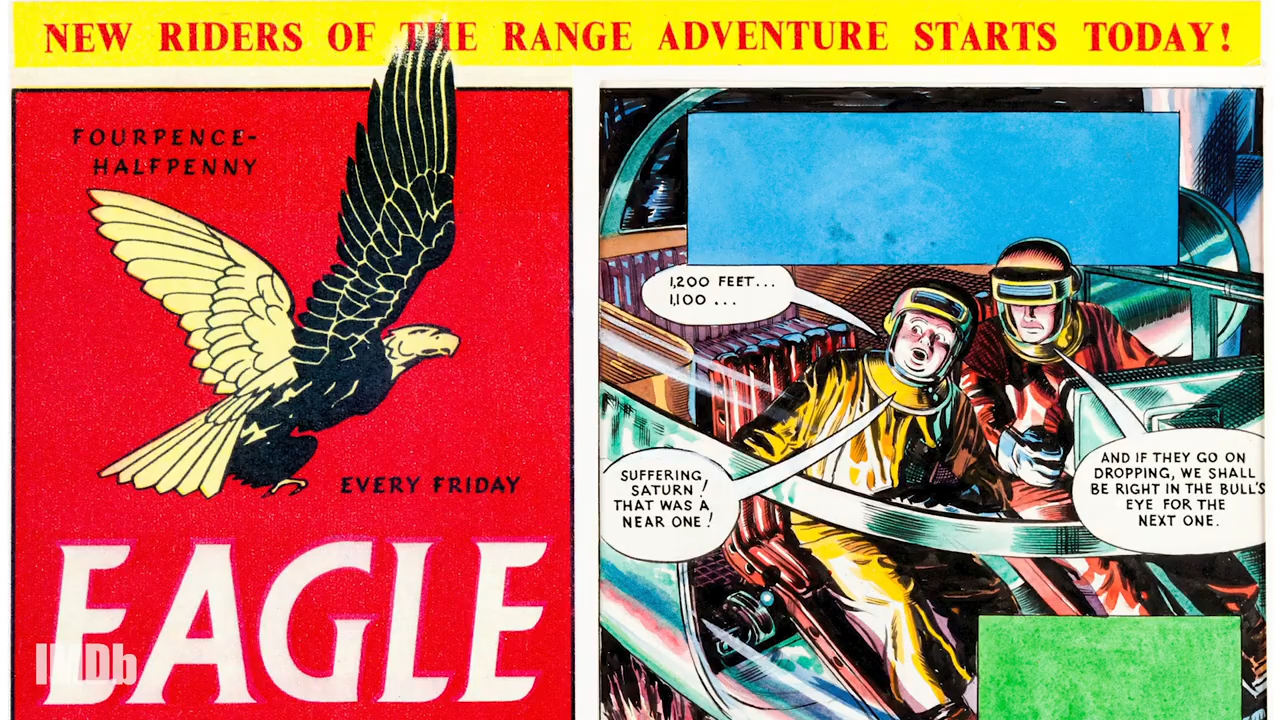 NEW RIDERS OF THE RANGE ADVENTURE STARTS TODAY!
FOURPENCE-
HALFPENNY
EVERY FRIDAY
EAGLE
IMDb
1,200 FEET...
1,100 ...
SUFFERING
SATURN!
THAT WAS A
NEAR ONE!
AND IF THEY GO ON
DROPPING, WE SHALL
BE RIGHT IN THE BULL'S
EYE FOR THE
NEXT ONE.